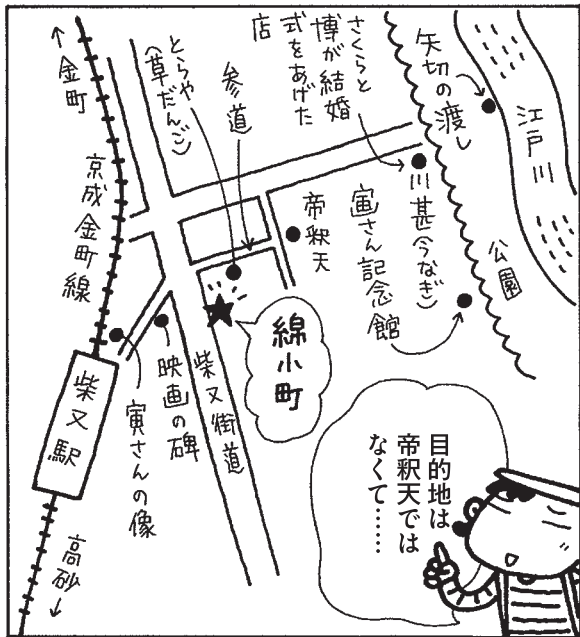 江戸川
矢切の渡し
さくらと
博が結婚
式をあげた
店
川甚(うなぎ)
公園
寅さん記念館
帝釈天
参道
とらや
(草だんご)
↑金町
京成金町線
綿小町
柴又街道
映画の碑
寅さんの像
柴又駅
高砂↓
目的地は
帝釈天では
なくて……